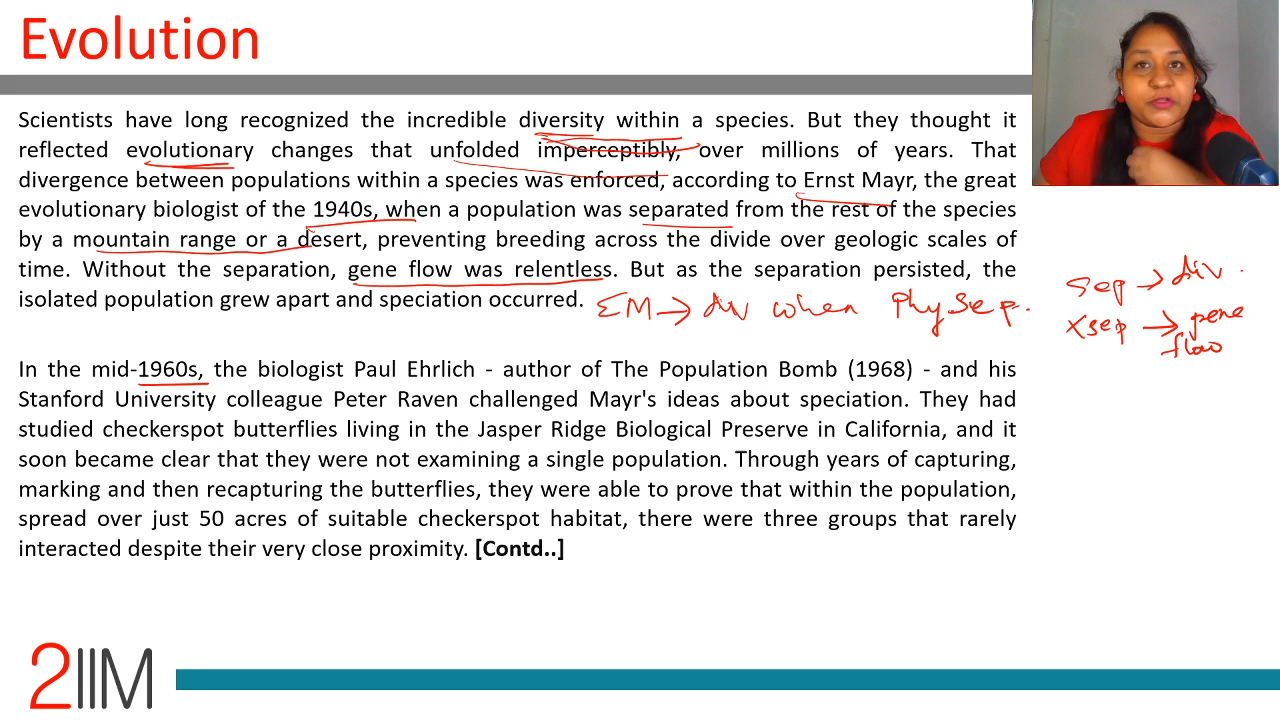 Evolution
Scientists have long recognized the incredible diversity within a species. But they thought it
reflected evolutionary changes that unfolded imperceptibly, over millions of years. That
divergence between populations within a species was enforced, according to Ernst Mayr, the great
evolutionary biologist of the 1940s, when a population was separated from the rest of the species
by a mountain range or a desert, preventing breeding across the divide over geologic scales of
time. Without the separation, gene flow was relentless. But as the separation persisted, the
isolated population grew apart and speciation occurred.
EM → div when Phy Sep.
Sep → div.
X sep → gene
flow
In the mid-1960s, the biologist Paul Ehrlich - author of The Population Bomb (1968) - and his
Stanford University colleague Peter Raven challenged Mayr's ideas about speciation. They had
studied checkerspot butterflies living in the Jasper Ridge Biological Preserve in California, and it
soon became clear that they were not examining a single population. Through years of capturing,
marking and then recapturing the butterflies, they were able to prove that within the population,
spread over just 50 acres of suitable checkerspot habitat, there were three groups that rarely
interacted despite their very close proximity. [Contd..]
2IIM